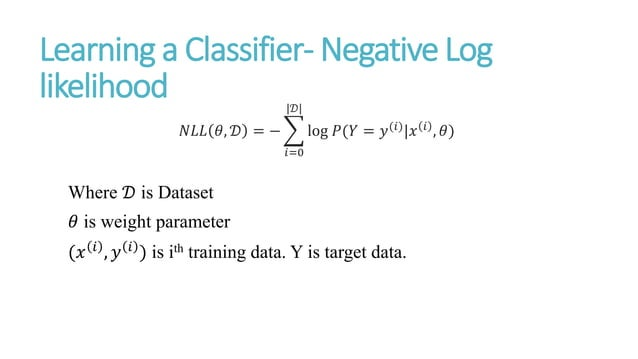 Learning a Classifier- Negative Log
likelihood
|𝒟|
𝑁𝐿𝐿(𝜃, 𝒟) = − ∑ log 𝑃(𝑌 = 𝑦⁽ⁱ⁾|𝑥⁽ⁱ⁾, 𝜃)
𝑖=0
Where 𝒟 is Dataset
𝜃 is weight parameter
(𝑥⁽ⁱ⁾, 𝑦⁽ⁱ⁾) is iᵗʰ training data. Y is target data.